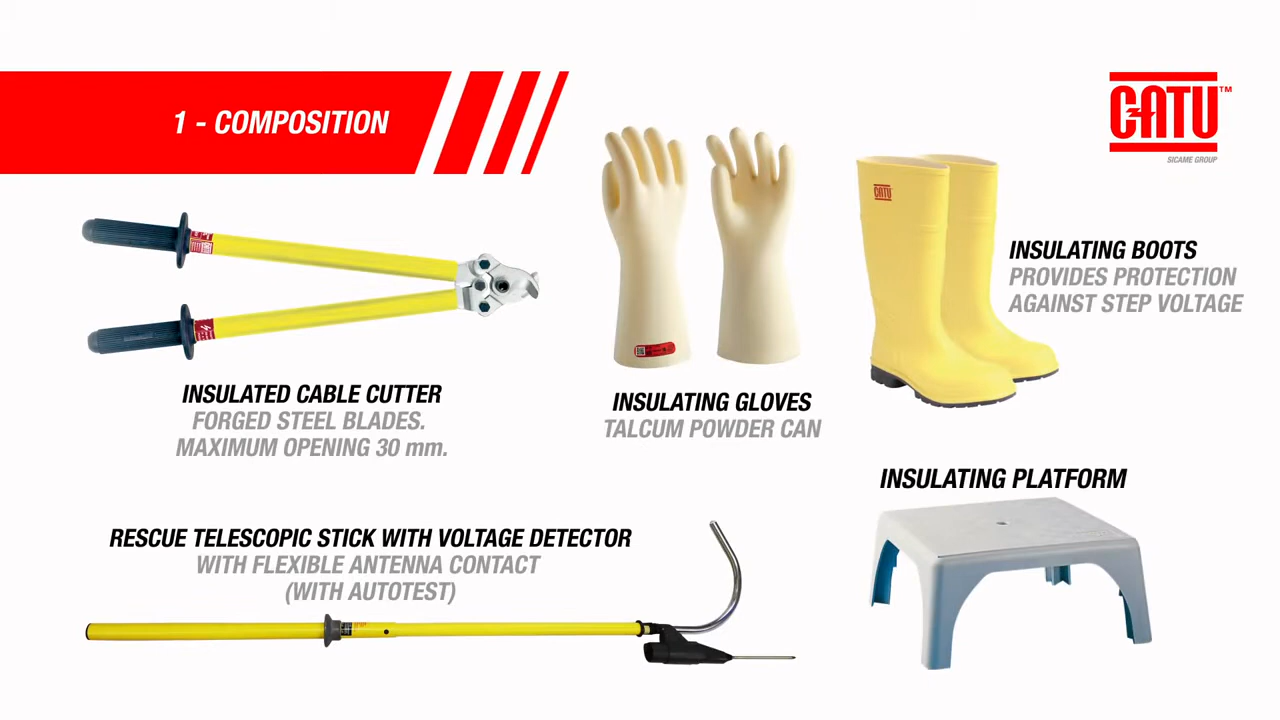 1 - COMPOSITION
CATU™
SICAME GROUP
CATU
INSULATING BOOTS
PROVIDES PROTECTION
AGAINST STEP VOLTAGE
INSULATED CABLE CUTTER
FORGED STEEL BLADES.
MAXIMUM OPENING 30 mm.
INSULATING GLOVES
TALCUM POWDER CAN
INSULATING PLATFORM
RESCUE TELESCOPIC STICK WITH VOLTAGE DETECTOR
WITH FLEXIBLE ANTENNA CONTACT
(WITH AUTOTEST)